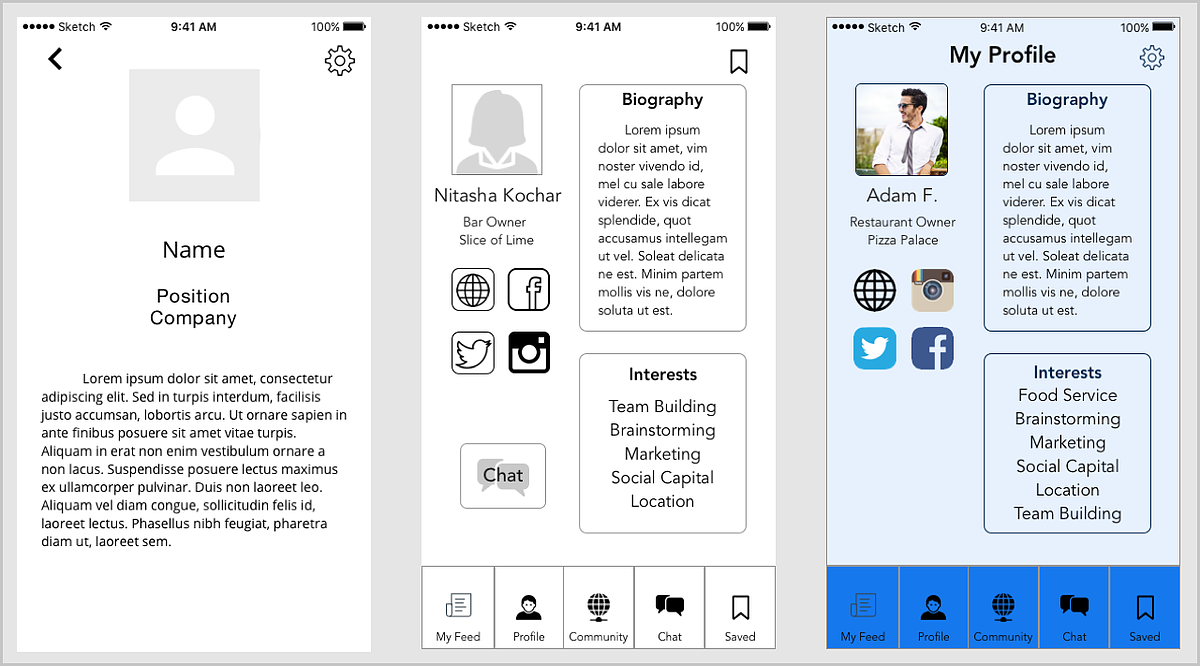 Sketch 9:41 AM 100%
Name
Position
Company
Lorem ipsum dolor sit amet, consectetur
adipiscing elit. Sed in turpis interdum, facilisis
justo accumsan, lobortis arcu. Ut ornare sapien in
ante finibus posuere sit amet vitae turpis.
Aliquam in erat non enim vestibulum ornare a
non lacus. Suspendisse posuere lectus maximus
ex ullamcorper pulvinar. Duis non laoreet leo.
Aliquam vel diam congue, sollicitudin felis id,
laoreet lectus. Phasellus nibh feugiat, pharetra
diam ut, laoreet sem.
Sketch 9:41 AM 100%
Nitasha Kochar
Bar Owner
Slice of Lime
Chat
Biography
Lorem ipsum
dolor sit amet, vim
noster vivendo id,
mel cu sale labore
viderer. Ex vis dicat
splendide, quot
accusamus intellegam
ut vel. Soleat delicata
ne est. Minim partem
mollis vis ne, dolore
soluta ut est.
Interests
Team Building
Brainstorming
Marketing
Social Capital
Location
My Feed Profile Community Chat Saved
Sketch 9:41 AM 100%
My Profile
Adam F.
Restaurant Owner
Pizza Palace
Biography
Lorem ipsum
dolor sit amet, vim
noster vivendo id,
mel cu sale labore
viderer. Ex vis dicat
splendide, quot
accusamus intellegam
ut vel. Soleat delicata
ne est. Minim partem
mollis vis ne, dolore
soluta ut est.
Interests
Food Service
Brainstorming
Marketing
Social Capital
Location
Team Building
My Feed Profile Community Chat Saved